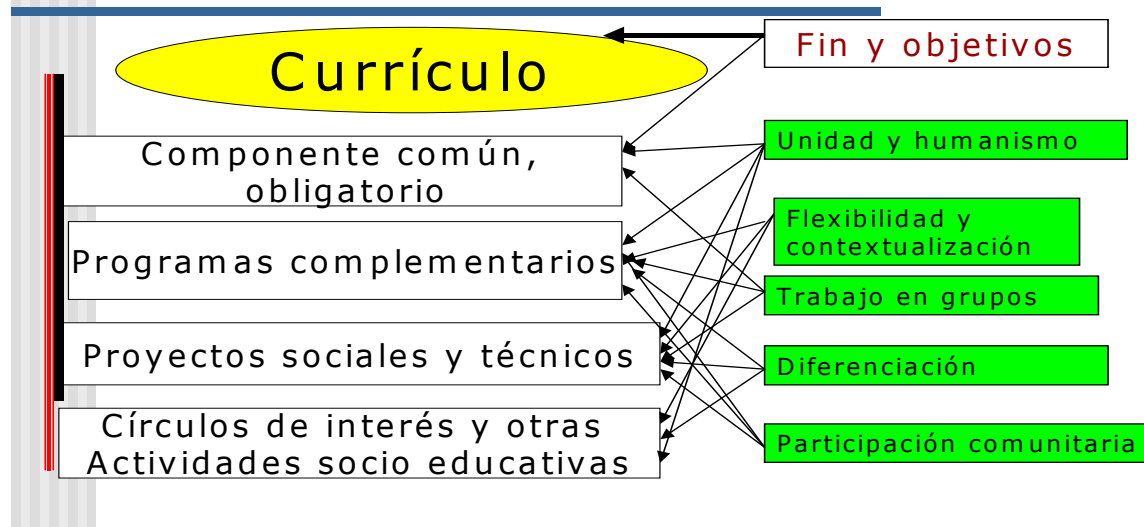 Currículo
Fin y objetivos
Componente común,
obligatorio
Programas complementarios
Proyectos sociales y técnicos
Círculos de interés y otras
Actividades socio educativas
Unidad y humanismo
Flexibilidad y
contextualización
Trabajo en grupos
Diferenciación
Participación comunitaria